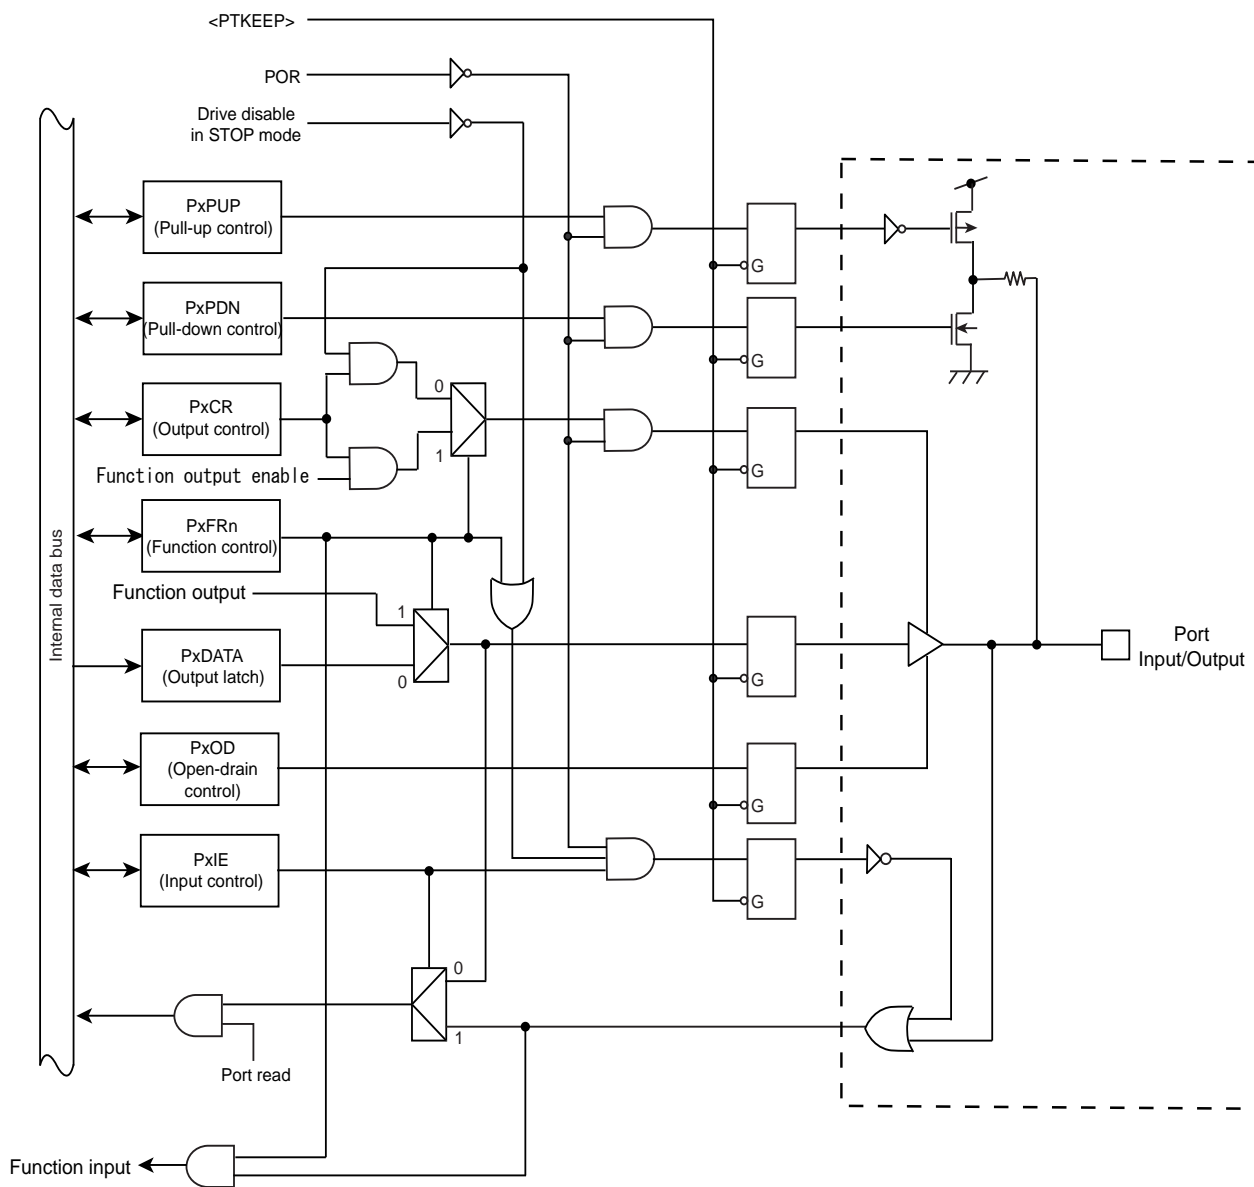 <PTKEEP>
POR
Drive disable
in STOP mode
PxPUP
(Pull-up control)
G
PxPDN
(Pull-down control)
G
PxCR
(Output control)
0
1
Function output enable
G
PxFRn
(Function control)
Internal data bus
Function output
1
0
PxDATA
(Output latch)
G
Port
Input/Output
PxOD
(Open-drain
control)
G
PxIE
(Input control)
G
0
1
Port read
Function input